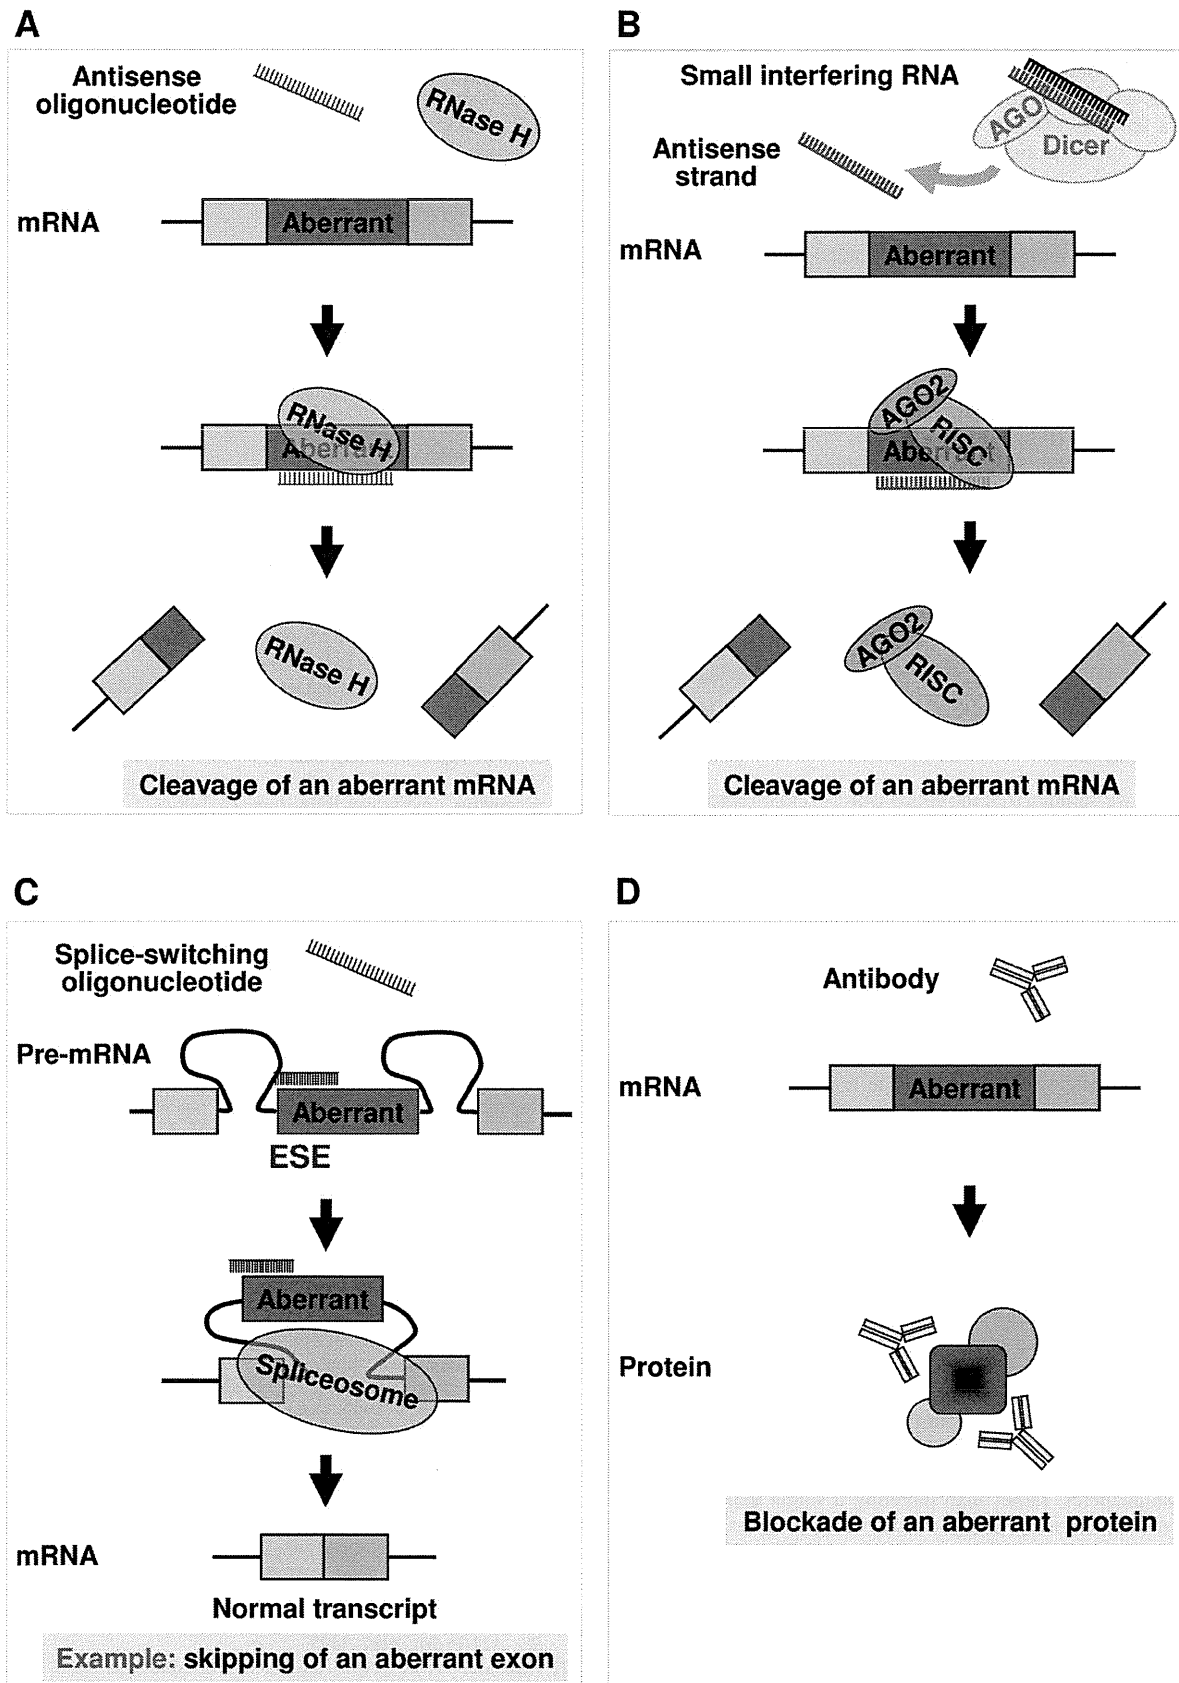 A
Antisense
oligonucleotide
RNase H
mRNA
Aberrant
RNase H
Aberrant
RNase H
Cleavage of an aberrant mRNA
B
Small interfering RNA
AGO
Dicer
Antisense
strand
mRNA
Aberrant
AGO2
RISC
Aberrant
AGO2
RISC
Cleavage of an aberrant mRNA
C
Splice-switching
oligonucleotide
Pre-mRNA
Aberrant
ESE
Aberrant
Spliceosome
mRNA
Normal transcript
Example: skipping of an aberrant exon
D
Antibody
mRNA
Aberrant
Protein
Blockade of an aberrant protein